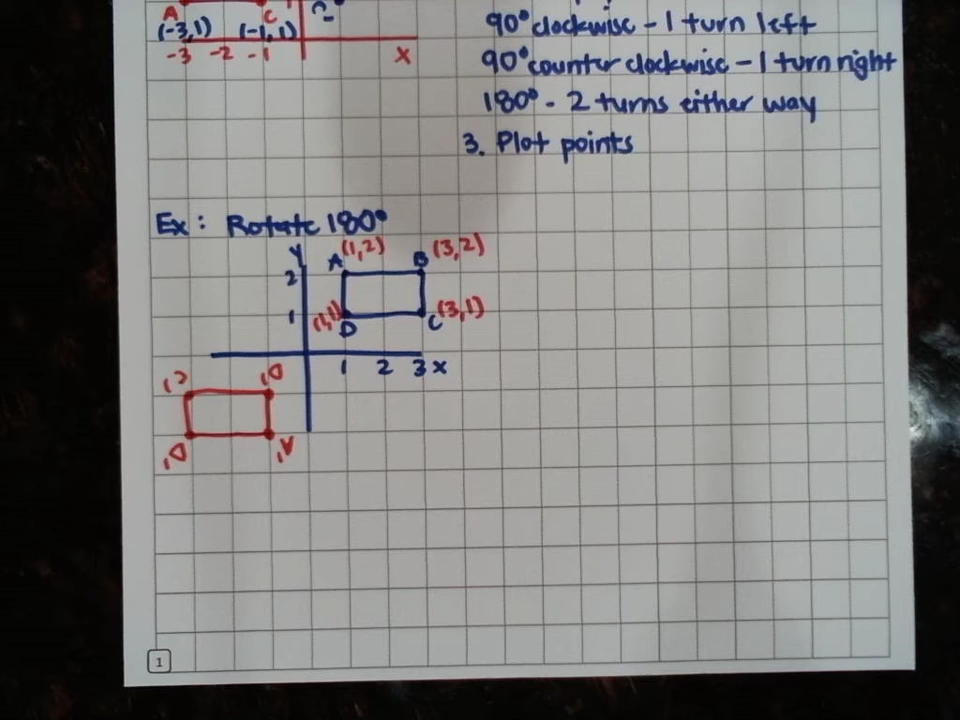 A C 2
(-3,1) (-1,1)
-3 -2 -1 x
90° clockwise - 1 turn left
90° counter clockwise - 1 turn right
180° - 2 turns either way
3. Plot points
Ex: Rotate 180°
y A (1,2) B (3,2)
2
1 (1,1) D C (3,1)
1 2 3 x
1